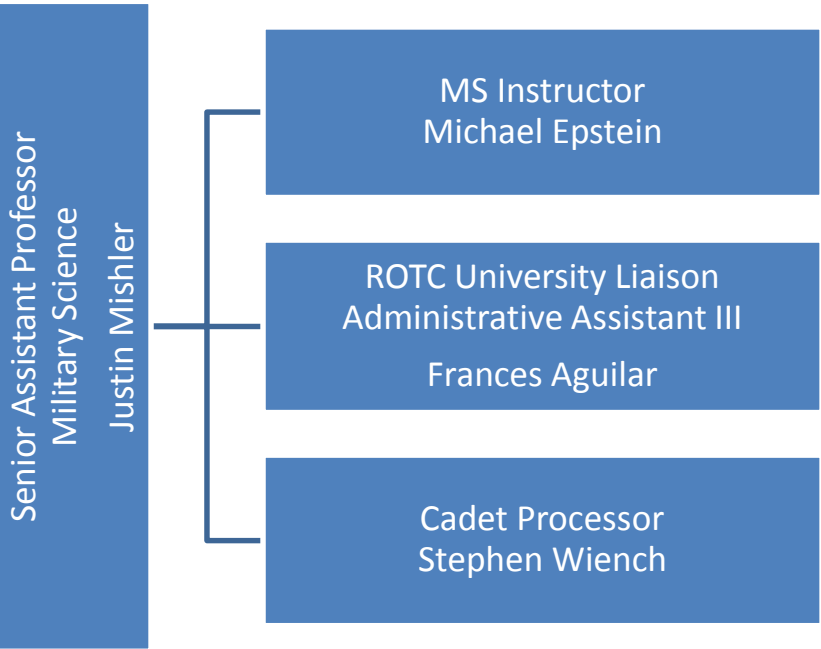 Senior Assistant Professor
Military Science
Justin Mishler
MS Instructor
Michael Epstein
ROTC University Liaison
Administrative Assistant III
Frances Aguilar
Cadet Processor
Stephen Wiench